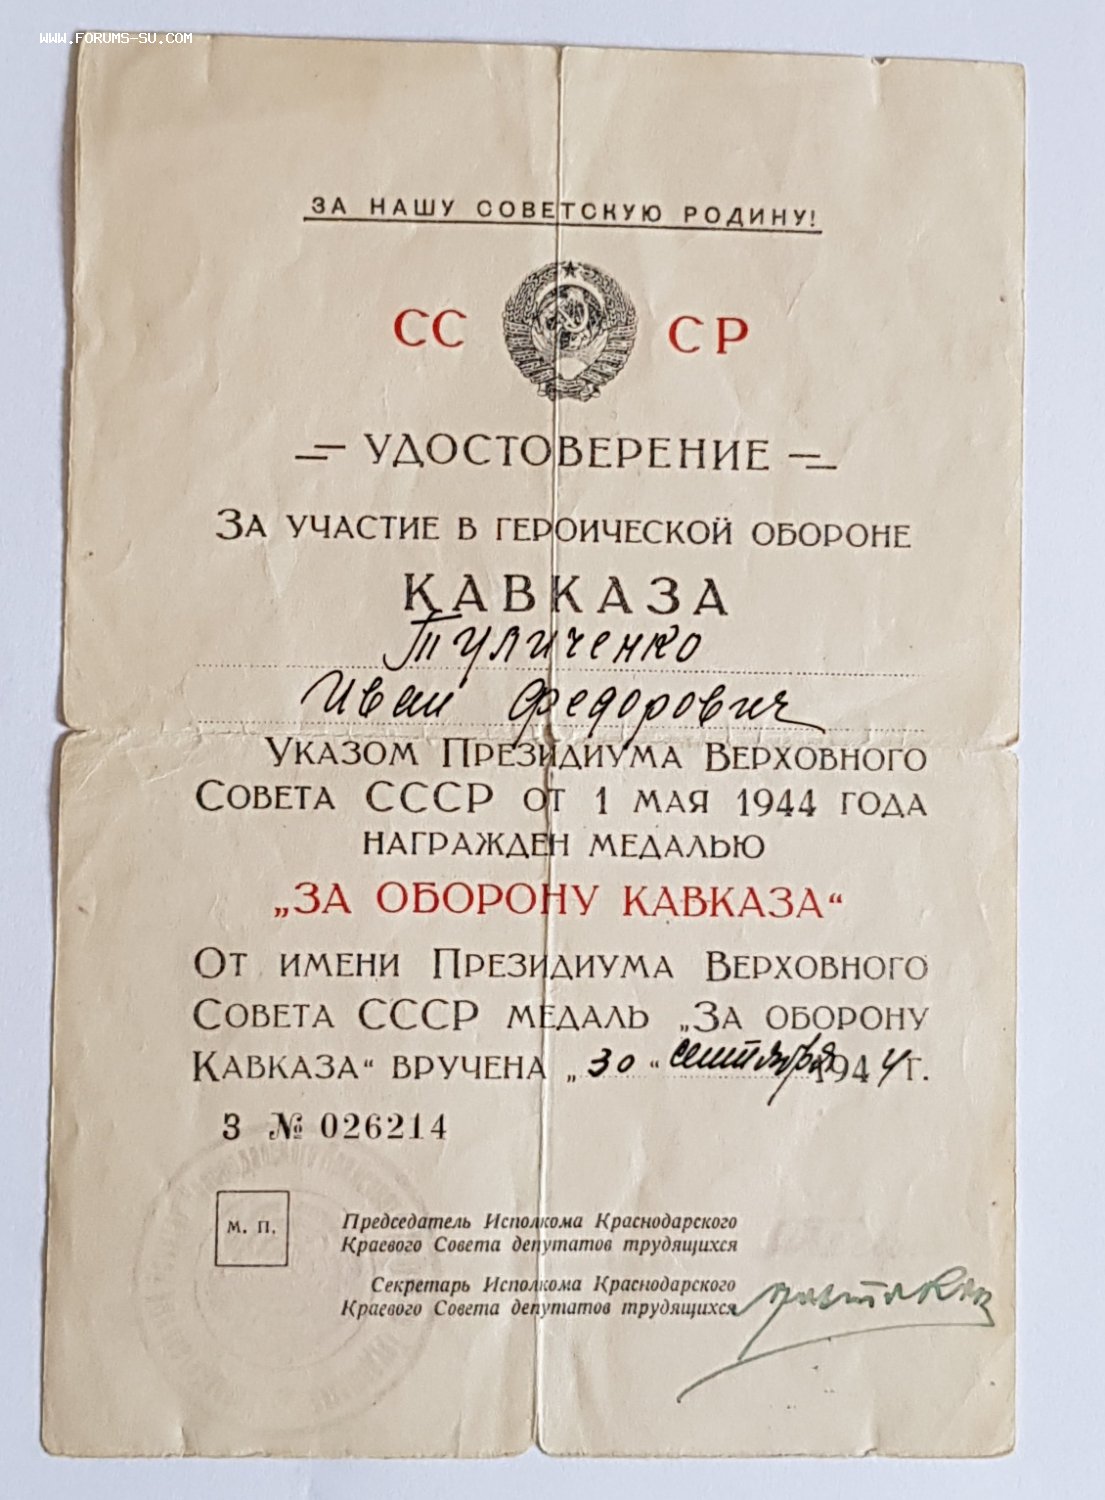 WWW.FORUMS-SU.COM
ЗА НАШУ СОВЕТСКУЮ РОДИНУ!
СС СР
УДОСТОВЕРЕНИЕ
ЗА УЧАСТИЕ В ГЕРОИЧЕСКОЙ ОБОРОНЕ
КАВКАЗА
Туличенко
Иван Федорович
УКАЗОМ ПРЕЗИДИУМА ВЕРХОВНОГО
СОВЕТА СССР ОТ 1 МАЯ 1944 ГОДА
НАГРАЖДЕН МЕДАЛЬЮ
„ЗА ОБОРОНУ КАВКАЗА“
ОТ ИМЕНИ ПРЕЗИДИУМА ВЕРХОВНОГО
СОВЕТА СССР МЕДАЛЬ „ЗА ОБОРОНУ
КАВКАЗА“ ВРУЧЕНА „30“ сентября 1944 Г.
З № 026214
М. П.
Председатель Исполкома Краснодарского
Краевого Совета депутатов трудящихся
Секретарь Исполкома Краснодарского
Краевого Совета депутатов трудящихся